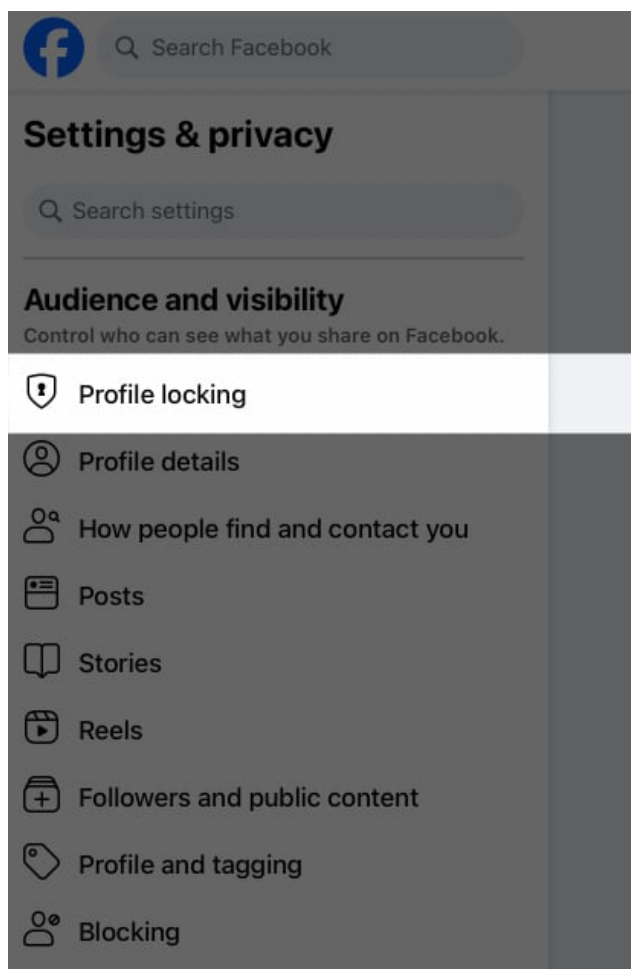 Search Facebook
Settings & privacy
Search settings
Audience and visibility
Control who can see what you share on Facebook.
Profile locking
Profile details
How people find and contact you
Posts
Stories
Reels
Followers and public content
Profile and tagging
Blocking